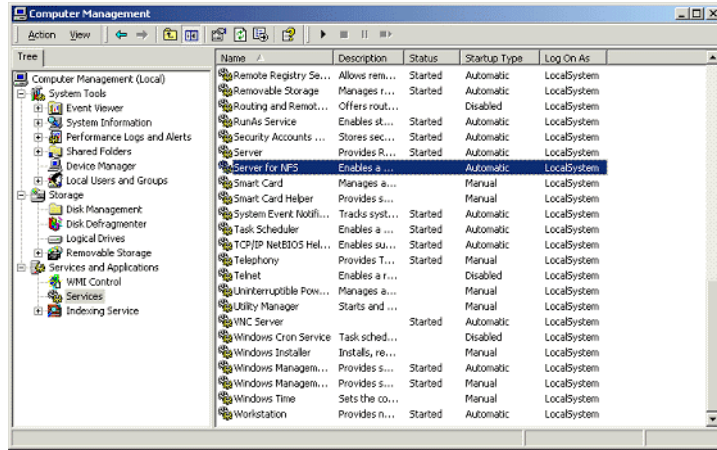 Computer Management
Action View
Tree
Computer Management (Local)
System Tools
Event Viewer
System Information
Performance Logs and Alerts
Shared Folders
Device Manager
Local Users and Groups
Storage
Disk Management
Disk Defragmenter
Logical Drives
Removable Storage
Services and Applications
WMI Control
Services
Indexing Service
Name Description Status Startup Type Log On As
Remote Registry Se... Allows rem... Started Automatic LocalSystem
Removable Storage Manages r... Started Automatic LocalSystem
Routing and Remot... Offers rout... Disabled LocalSystem
RunAs Service Enables st... Started Automatic LocalSystem
Security Accounts ... Stores sec... Started Automatic LocalSystem
Server Provides R... Started Automatic LocalSystem
Server for NFS Enables a ... Automatic LocalSystem
Smart Card Manages a... Manual LocalSystem
Smart Card Helper Provides s... Manual LocalSystem
System Event Notifi... Tracks syst... Started Automatic LocalSystem
Task Scheduler Enables a ... Started Automatic LocalSystem
TCP/IP NetBIOS Hel... Enables su... Started Automatic LocalSystem
Telephony Provides T... Started Manual LocalSystem
Telnet Enables a r... Disabled LocalSystem
Uninterruptible Pow... Manages a... Manual LocalSystem
Utility Manager Starts and ... Manual LocalSystem
VNC Server Started Automatic LocalSystem
Windows Cron Service Task sched... Disabled LocalSystem
Windows Installer Installs, re... Manual LocalSystem
Windows Managem... Provides s... Started Automatic LocalSystem
Windows Managem... Provides s... Started Manual LocalSystem
Windows Time Sets the co... Manual LocalSystem
Workstation Provides n... Started Automatic LocalSystem